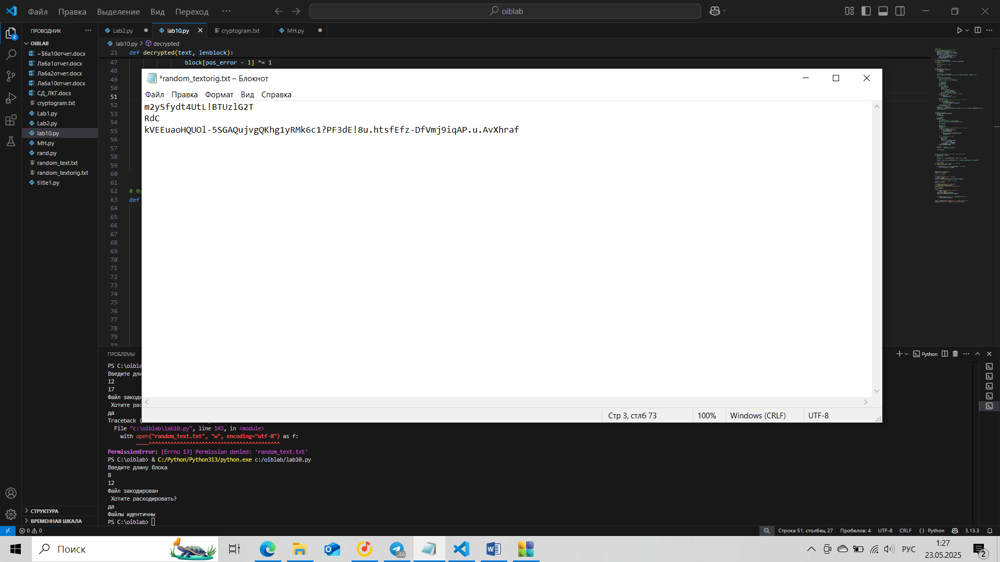 Файл Правка Выделение Вид Переход ··· oiblab
ПРОВОДНИК ···
OIBLAB
~$ба10отчет.docx
Лаба1отчет.docx
Лаба2отчет.docx
Лаба10отчет.docx
СД_ЛКГ.docx
cryptogram.txt
Lab1.py
Lab2.py
lab10.py
MH.py
rand.py
random_text.txt
random_textorig.txt
tiltle1.py
СТРУКТУРА
ВРЕМЕННАЯ ШКАЛА
Lab2.py lab10.py cryptogram.txt MH.py
lab10.py > decrypted
21 def decrypted(text, lenblock):
47 block[pos_error - 1] ^= 1
48
49
50
51
52
53
54
55
56
57
58
59
60
61
62 # Фу
63 def
64
65
66
67
68
69
70
71
72
73
74
75
76
77
78
79
80
*random_textorig.txt – Блокнот
Файл Правка Формат Вид Справка
m2ySfydt4UtL!BTUzlG2T
RdC
kVEEuaoHQUOl-5SGAQujvgQKhg1yRMk6c1?PF3dE!8u.htsfEfz-DfVmj9iqAP.u.AvXhraf
Стр 3, стлб 73 100% Windows (CRLF) UTF-8
ПРОБЛЕМЫ
Python
PS C:\oibla
Введите дли
12
17
Файл закоди
Хотите рас
да
Traceback (
File "c:\oiblab\lab10.py", line 143, in <module>
with open("random_text.txt", "w", encoding="utf-8") as f:
~~~~^^^^^^^^^^^^^^^^^^^^^^^^^^^^^^^^^^^^^^^^
PermissionError: [Errno 13] Permission denied: 'random_text.txt'
PS C:\oiblab> & C:/Python/Python313/python.exe c:/oiblab/lab10.py
Введите длину блока
8
12
Файл закодирован
Хотите раскодировать?
да
Файлы идентичны
PS C:\oiblab>
0 0 Строка 51, столбец 27 Пробелов: 4 UTF-8 CRLF {} Python 3.13.3
Поиск
66
РУС
1:27
23.05.2025
2